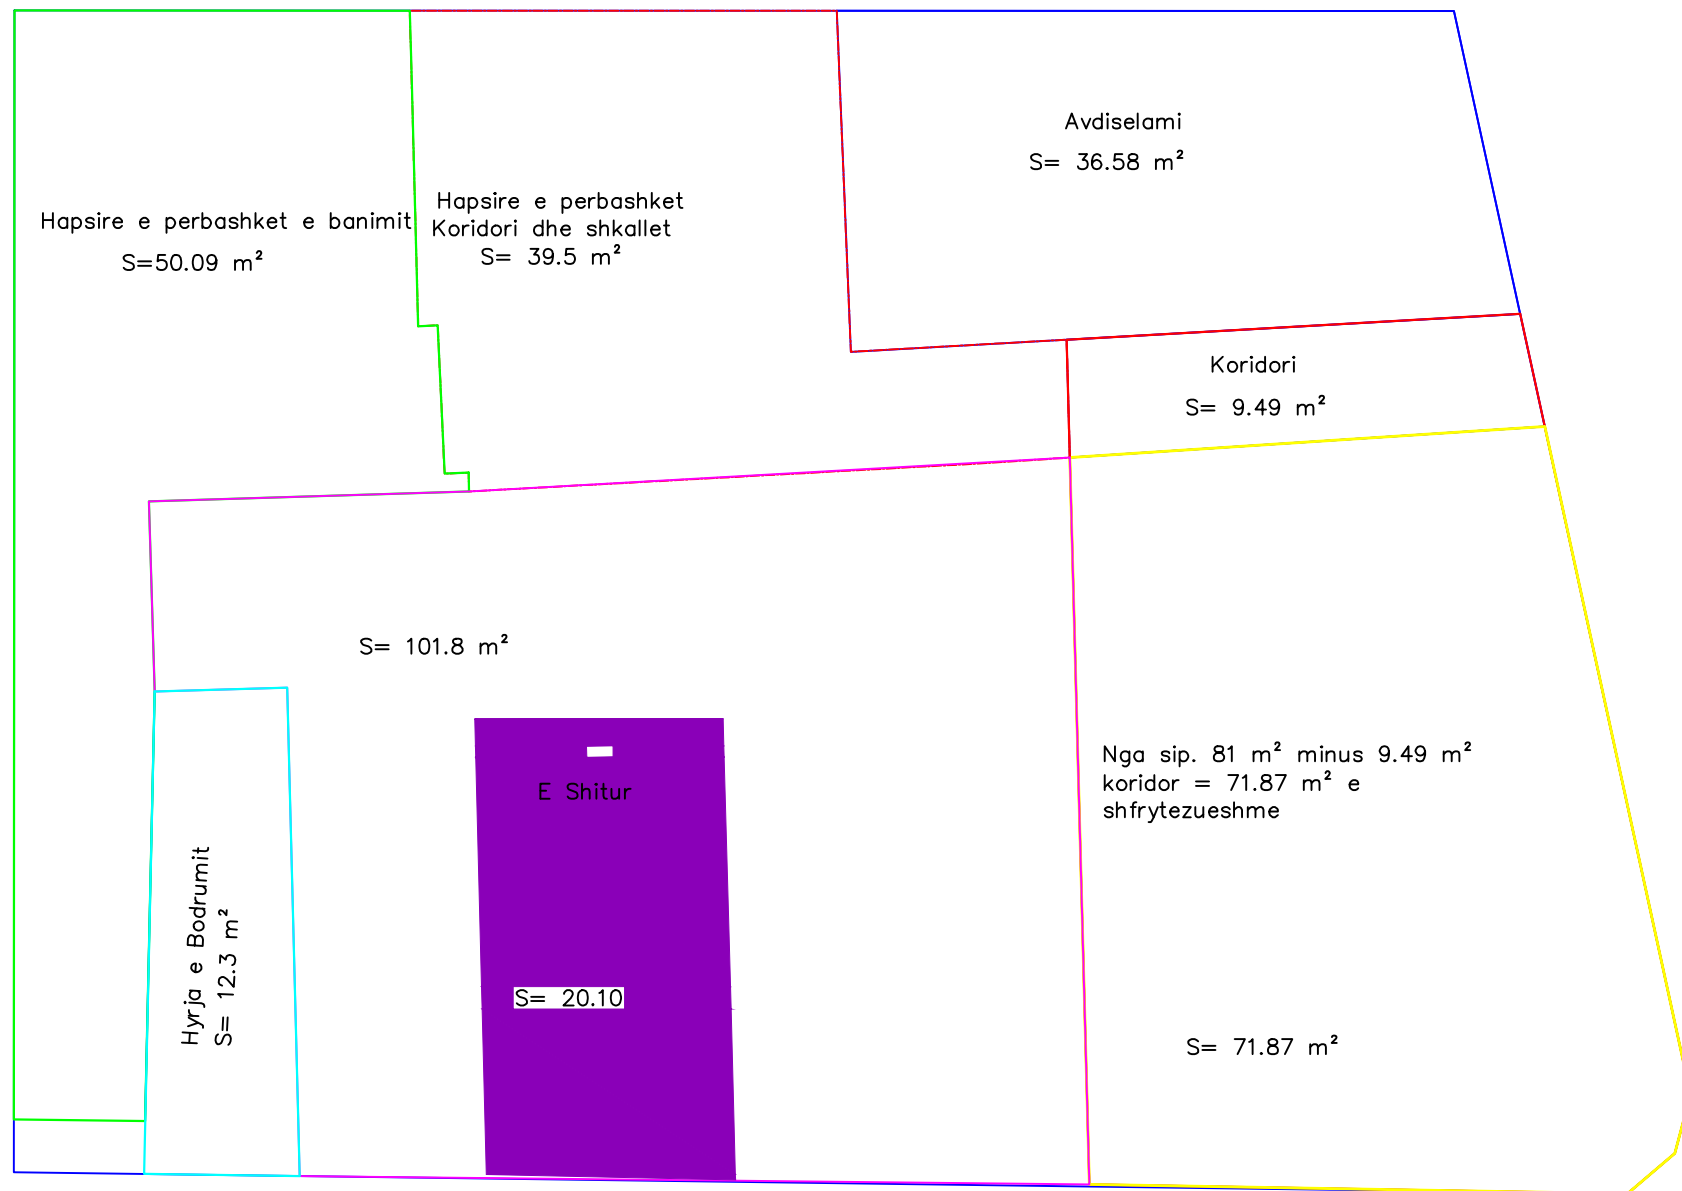 Avdiselami
S= 36.58 m²
Hapsire e perbashket e banimit
S=50.09 m²
Hapsire e perbashket
Koridori dhe shkallet
S= 39.5 m²
Koridori
S= 9.49 m²
S= 101.8 m²
E Shitur
S= 20.10
Nga sip. 81 m² minus 9.49 m²
koridor = 71.87 m² e
shfrytezueshme
Hyrja e Bodrumit
S= 12.3 m²
S= 71.87 m²